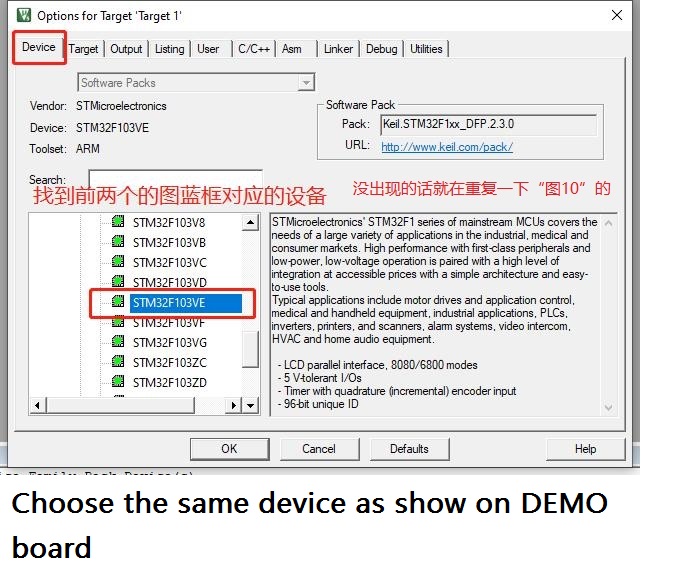 Options for Target 'Target 1'
Device Target Output Listing User C/C++ Asm Linker Debug Utilities
Software Packs
Vendor: STMicroelectronics
Device: STM32F103VE
Toolset: ARM
Software Pack
Pack: Keil.STM32F1xx_DFP.2.3.0
URL: http://www.keil.com/pack/
Search:
找到前两个的图蓝框对应的设备
没出现的话就在重复一下“图10”的
STM32F103V8
STM32F103VB
STM32F103VC
STM32F103VD
STM32F103VE
STM32F103VF
STM32F103VG
STM32F103ZC
STM32F103ZD
STMicroelectronics' STM32F1 series of mainstream MCUs covers the
needs of a large variety of applications in the industrial, medical and
consumer markets. High performance with first-class peripherals and
low-power, low-voltage operation is paired with a high level of
integration at accessible prices with a simple architecture and easy-
to-use tools.
Typical applications include motor drives and application control,
medical and handheld equipment, industrial applications, PLCs,
inverters, printers, and scanners, alarm systems, video intercom,
HVAC and home audio equipment.
- LCD parallel interface, 8080/6800 modes
- 5 V-tolerant I/Os
- Timer with quadrature (incremental) encoder input
- 96-bit unique ID
OK Cancel Defaults Help
Choose the same device as show on DEMO
board